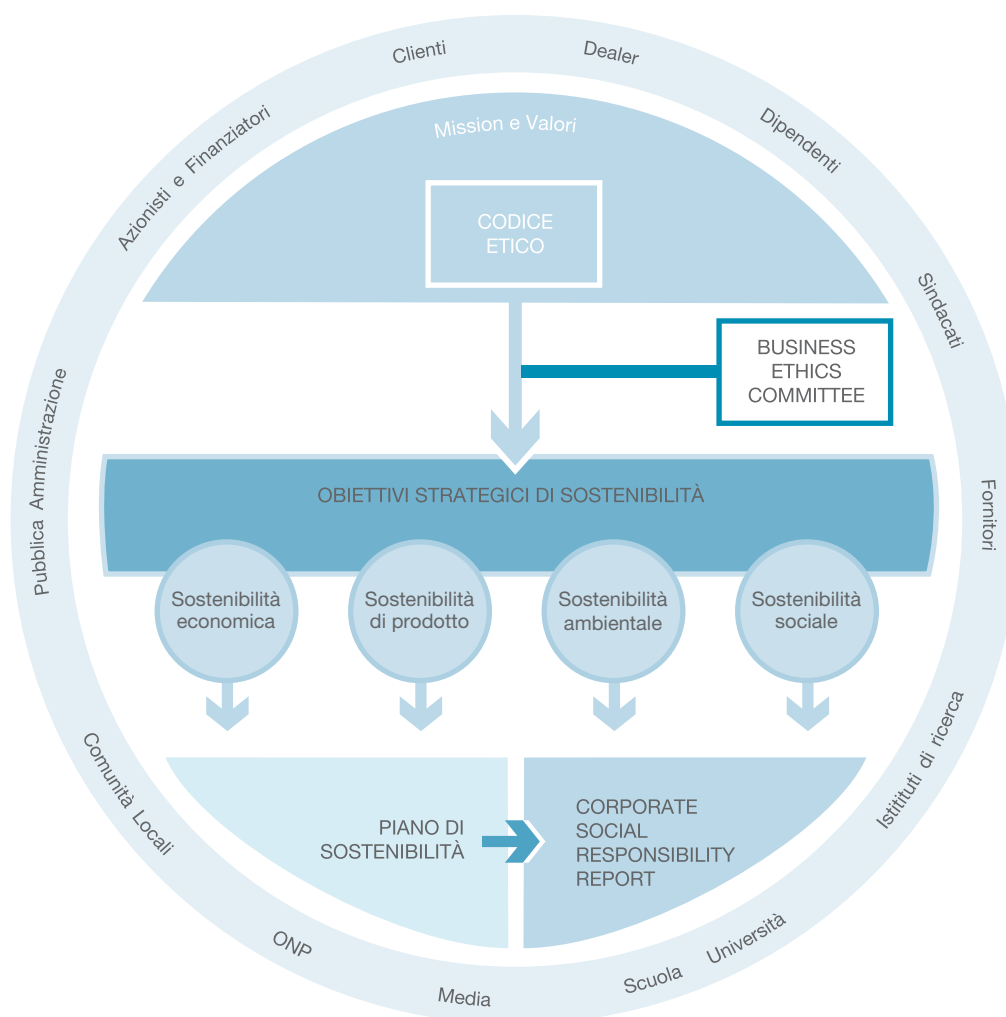 Clienti
Dealer
Dipendenti
Sindacati
Fornitori
Istitituti di ricerca
Università
Scuola
Media
ONP
Comunità Locali
Pubblica Amministrazione
Azionisti e Finanziatori
Mission e Valori
CODICE
ETICO
BUSINESS
ETHICS
COMMITTEE
OBIETTIVI STRATEGICI DI SOSTENIBILITÀ
Sostenibilità
economica
Sostenibilità
di prodotto
Sostenibilità
ambientale
Sostenibilità
sociale
PIANO DI
SOSTENIBILITÀ
CORPORATE
SOCIAL
RESPONSIBILITY
REPORT